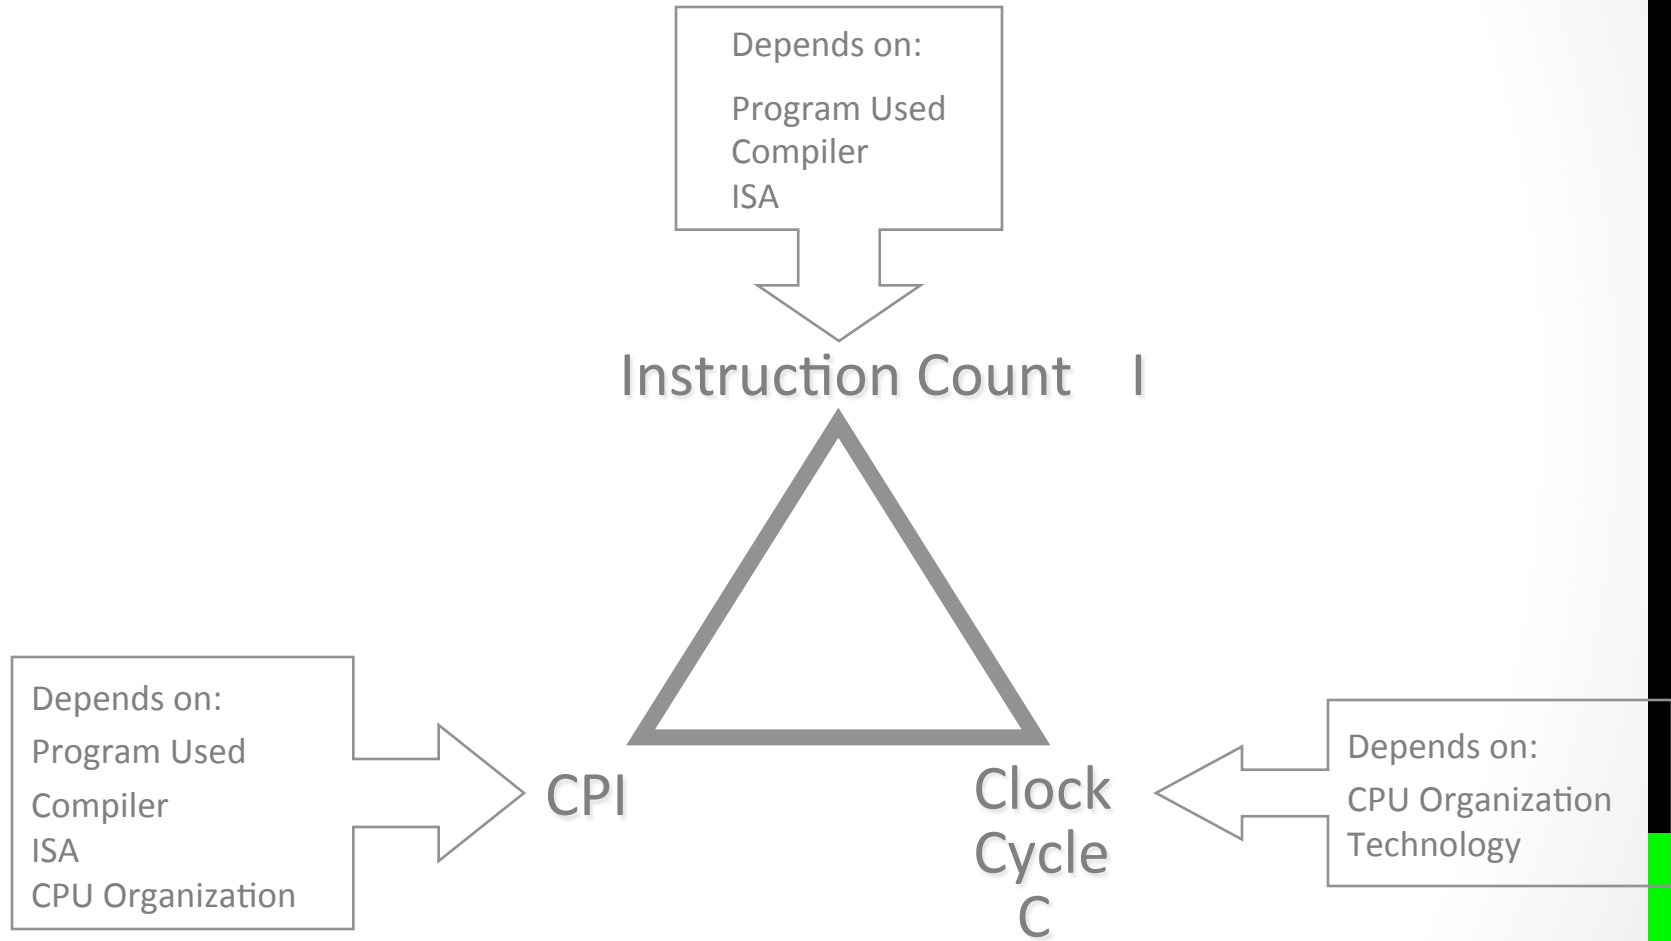 Depends on:
Program Used
Compiler
ISA
Instruction Count I
Depends on:
Program Used
Compiler
ISA
CPU Organization
CPI
Clock
Cycle
C
Depends on:
CPU Organization
Technology